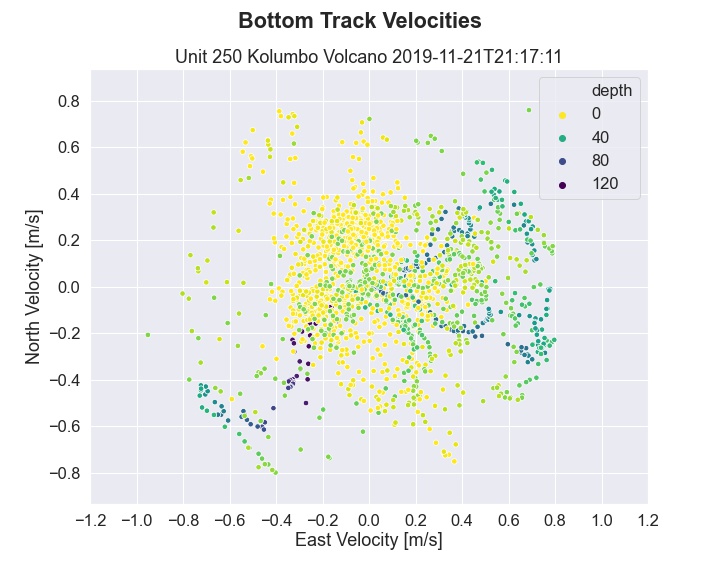 Bottom Track Velocities
Unit 250 Kolumbo Volcano 2019-11-21T21:17:11
depth
0
40
80
120
0.8
0.6
0.4
0.2
0.0
−0.2
−0.4
−0.6
−0.8
North Velocity [m/s]
−1.2 −1.0 −0.8 −0.6 −0.4 −0.2 0.0 0.2 0.4 0.6 0.8 1.0 1.2
East Velocity [m/s]